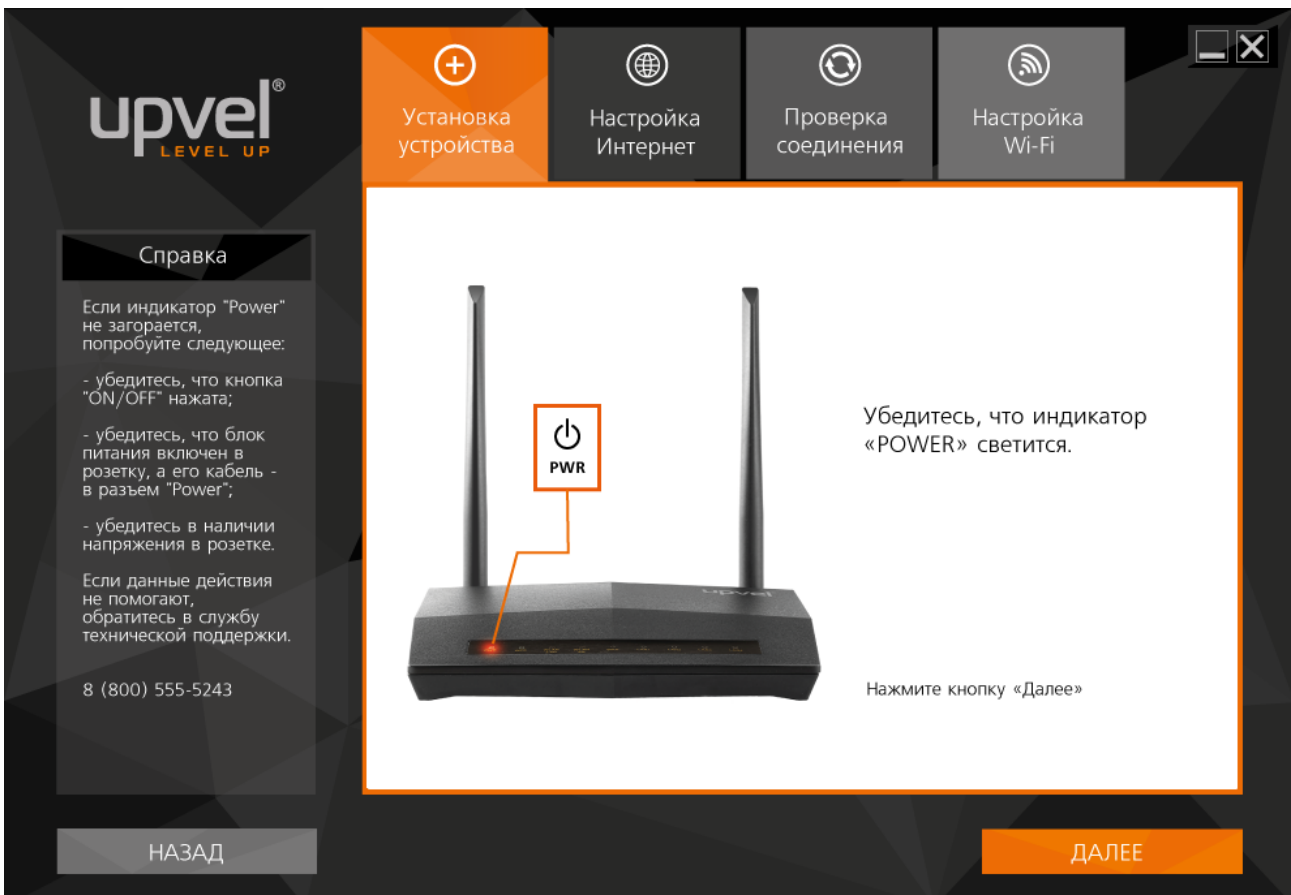 upvel®
LEVEL UP
Установка
устройства
Настройка
Интернет
Проверка
соединения
Настройка
Wi-Fi
Справка
Если индикатор "Power"
не загорается,
попробуйте следующее:
- убедитесь, что кнопка
"ON/OFF" нажата;
- убедитесь, что блок
питания включен в
розетку, а его кабель -
в разъем "Power";
- убедитесь в наличии
напряжения в розетке.
Если данные действия
не помогают,
обратитесь в службу
технической поддержки.
8 (800) 555-5243
PWR
upvel
Убедитесь, что индикатор
«POWER» светится.
Нажмите кнопку «Далее»
НАЗАД
ДАЛЕЕ